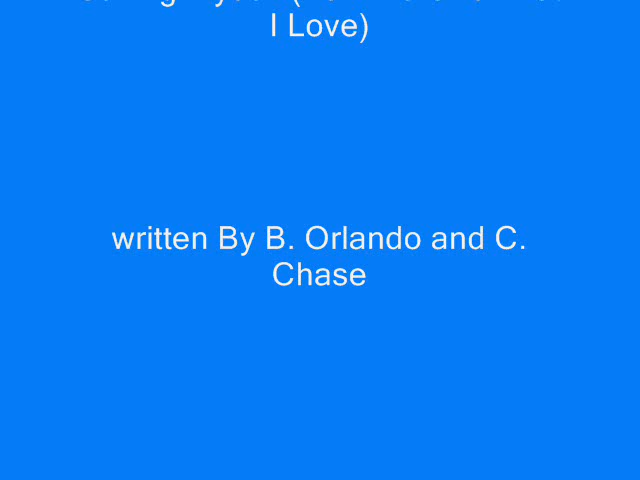 I Love)
written By B. Orlando and C.
Chase